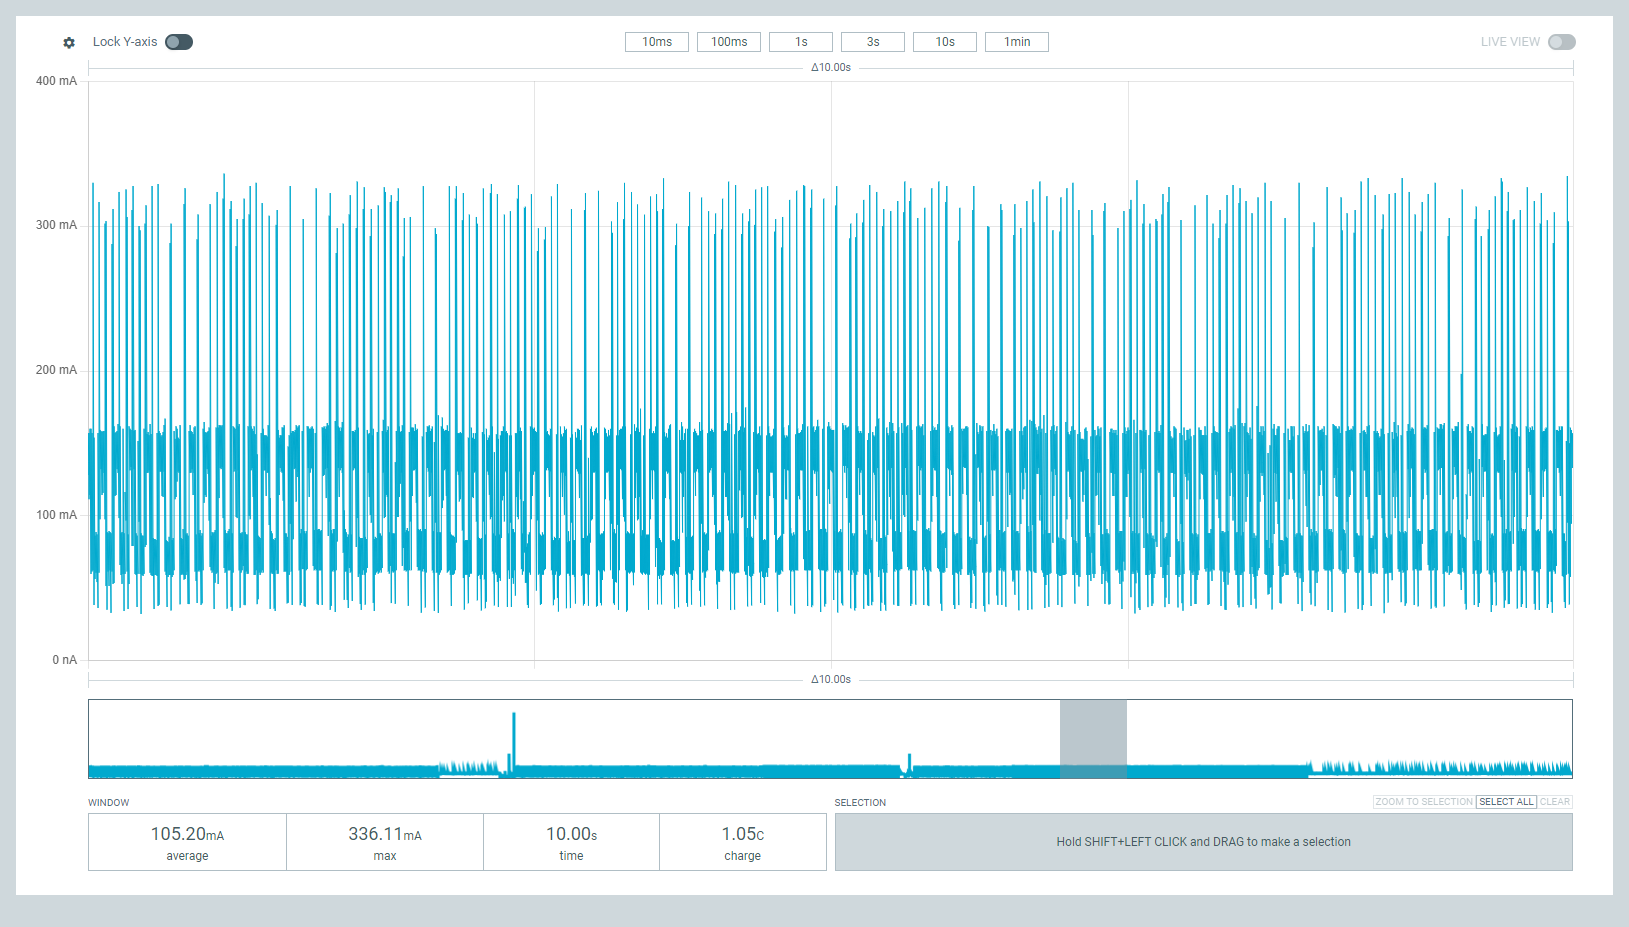 Lock Y-axis
10ms 100ms 1s 3s 10s 1min
LIVE VIEW
Δ10.00s
400 mA
300 mA
200 mA
100 mA
0 nA
Δ10.00s
WINDOW
105.20mA
average
336.11mA
max
10.00s
time
1.05C
charge
SELECTION
ZOOM TO SELECTION SELECT ALL CLEAR
Hold SHIFT+LEFT CLICK and DRAG to make a selection